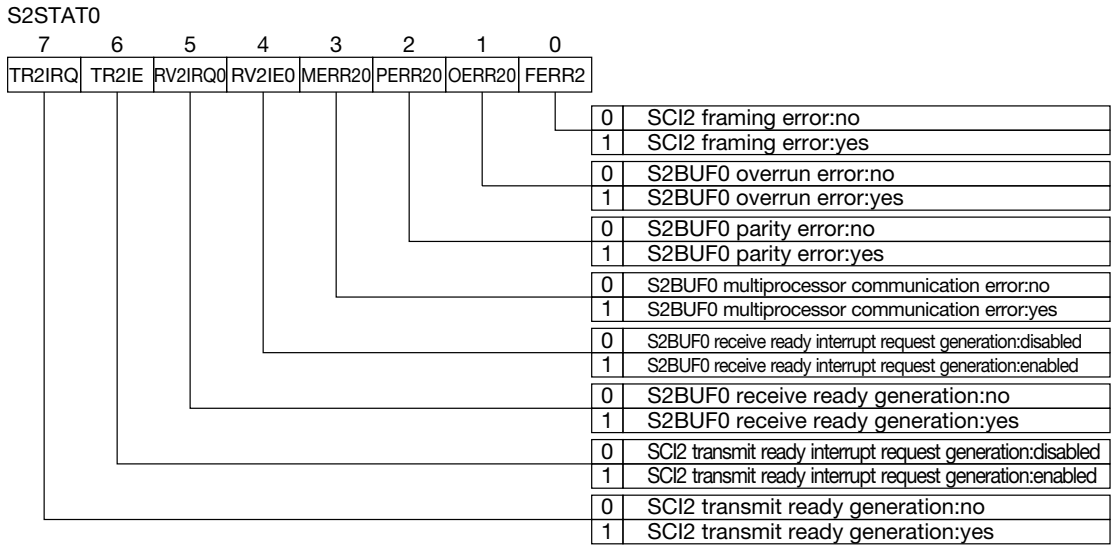 S2STAT0
7 6 5 4 3 2 1 0
TR2IRQ TR2IE RV2IRQ0 RV2IE0 MERR20 PERR20 OERR20 FERR2
0 SCI2 framing error:no
1 SCI2 framing error:yes
0 S2BUF0 overrun error:no
1 S2BUF0 overrun error:yes
0 S2BUF0 parity error:no
1 S2BUF0 parity error:yes
0 S2BUF0 multiprocessor communication error:no
1 S2BUF0 multiprocessor communication error:yes
0 S2BUF0 receive ready interrupt request generation:disabled
1 S2BUF0 receive ready interrupt request generation:enabled
0 S2BUF0 receive ready generation:no
1 S2BUF0 receive ready generation:yes
0 SCI2 transmit ready interrupt request generation:disabled
1 SCI2 transmit ready interrupt request generation:enabled
0 SCI2 transmit ready generation:no
1 SCI2 transmit ready generation:yes